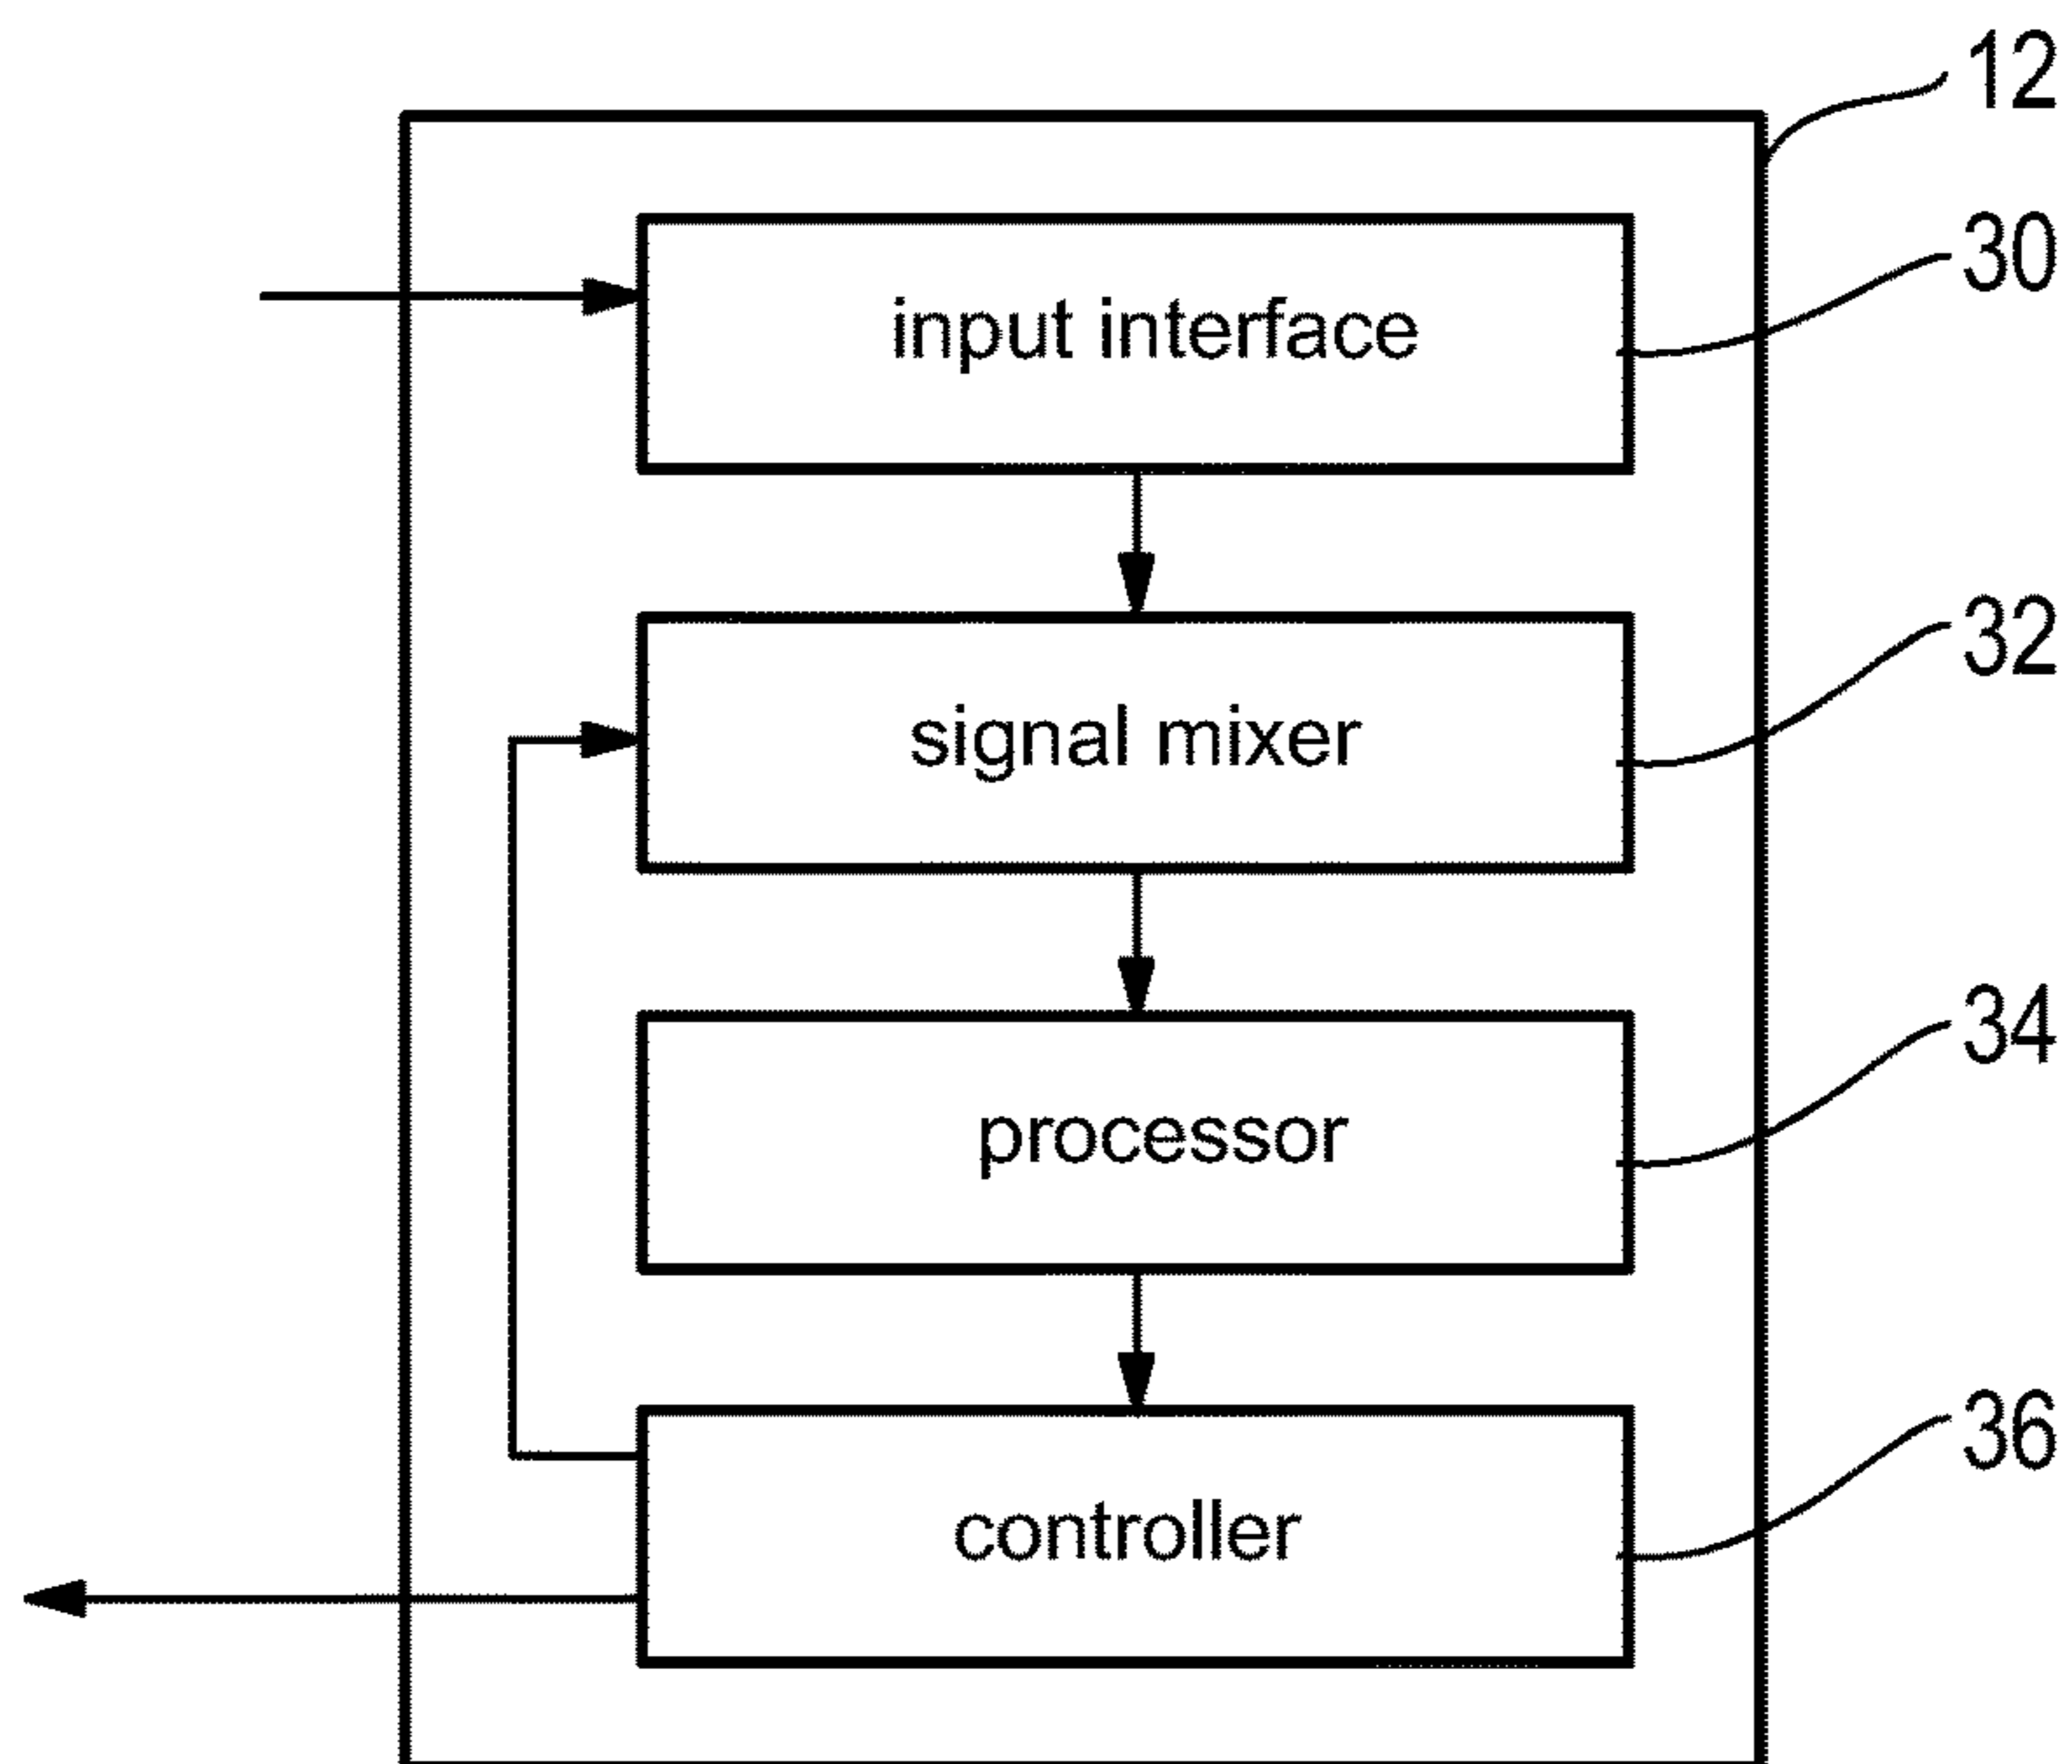 12
input interface
30
signal mixer
32
processor
34
controller
36